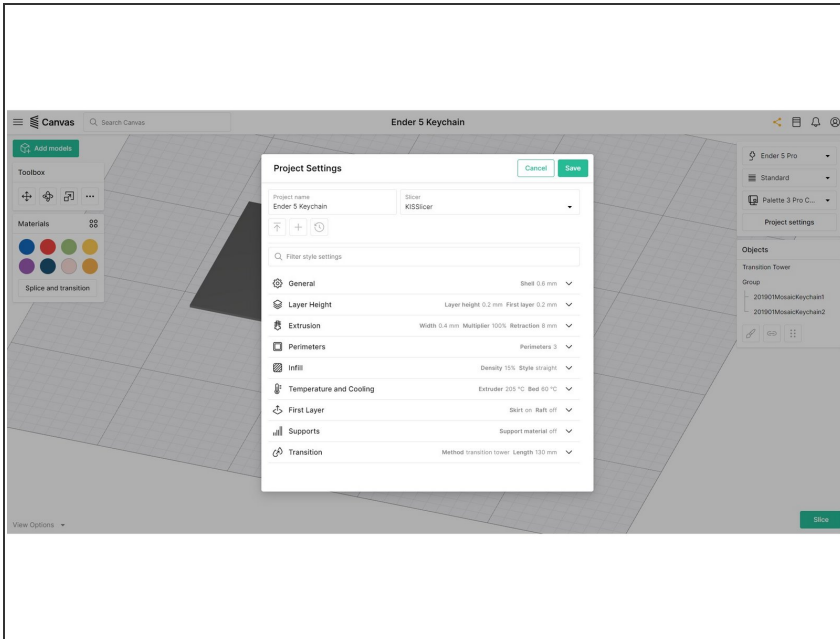 Canvas
Search Canvas
Ender 5 Keychain
Add models
Toolbox
Materials
Splice and transition
View Options
Project Settings
Cancel
Save
Project name
Ender 5 Keychain
Slicer
KISSlicer
Filter style settings
General Shell 0.6 mm
Layer Height Layer height 0.2 mm First layer 0.2 mm
Extrusion Width 0.4 mm Multiplier 100% Retraction 9 mm
Perimeters Perimeters 3
Infill Density 15% Style straight
Temperature and Cooling Extruder 205 °C Bed 60 °C
First Layer Skirt on Raft off
Supports Support material off
Transition Method transition tower Length 130 mm
Ender 5 Pro
Standard
Palette 3 Pro C...
Project settings
Objects
Transition Tower
Group
201901MosaicKeychain1
201901MosaicKeychain2
Slice